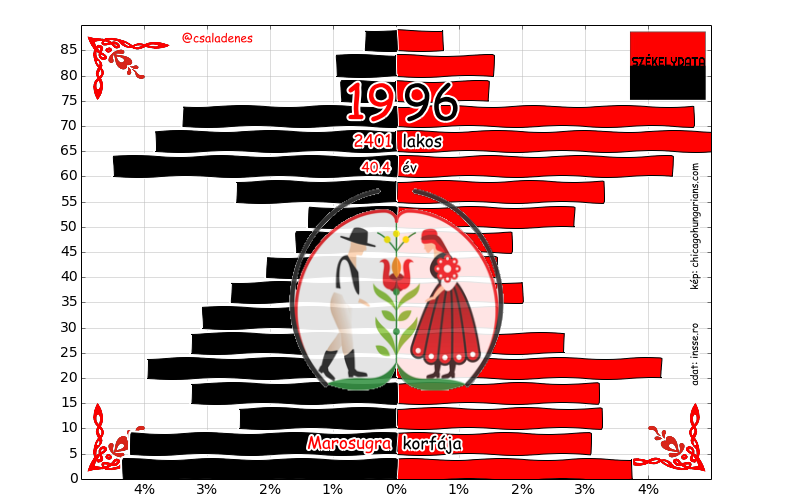 @csaladenes
SZÉKELYDATA
1996
2401 lakos
40.4 év
kép: chicagohungarians.com
adat: insse.ro
Marosugra korfája
85
80
75
70
65
60
55
50
45
40
35
30
25
20
15
10
5
0
4% 3% 2% 1% 0% 1% 2% 3% 4%